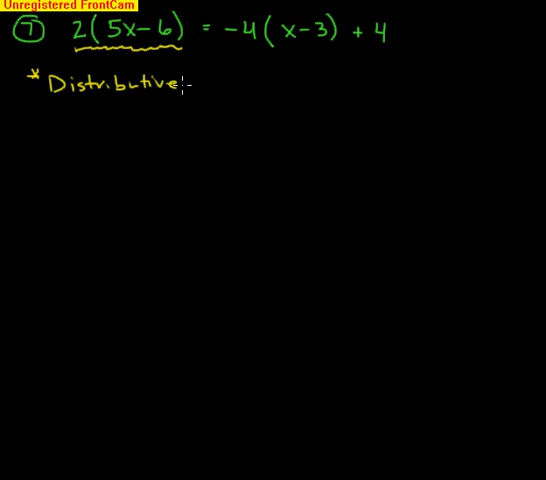 Unregistered FrontCam
⑦ 2(5x-6) = -4(x-3) + 4
* Distributive